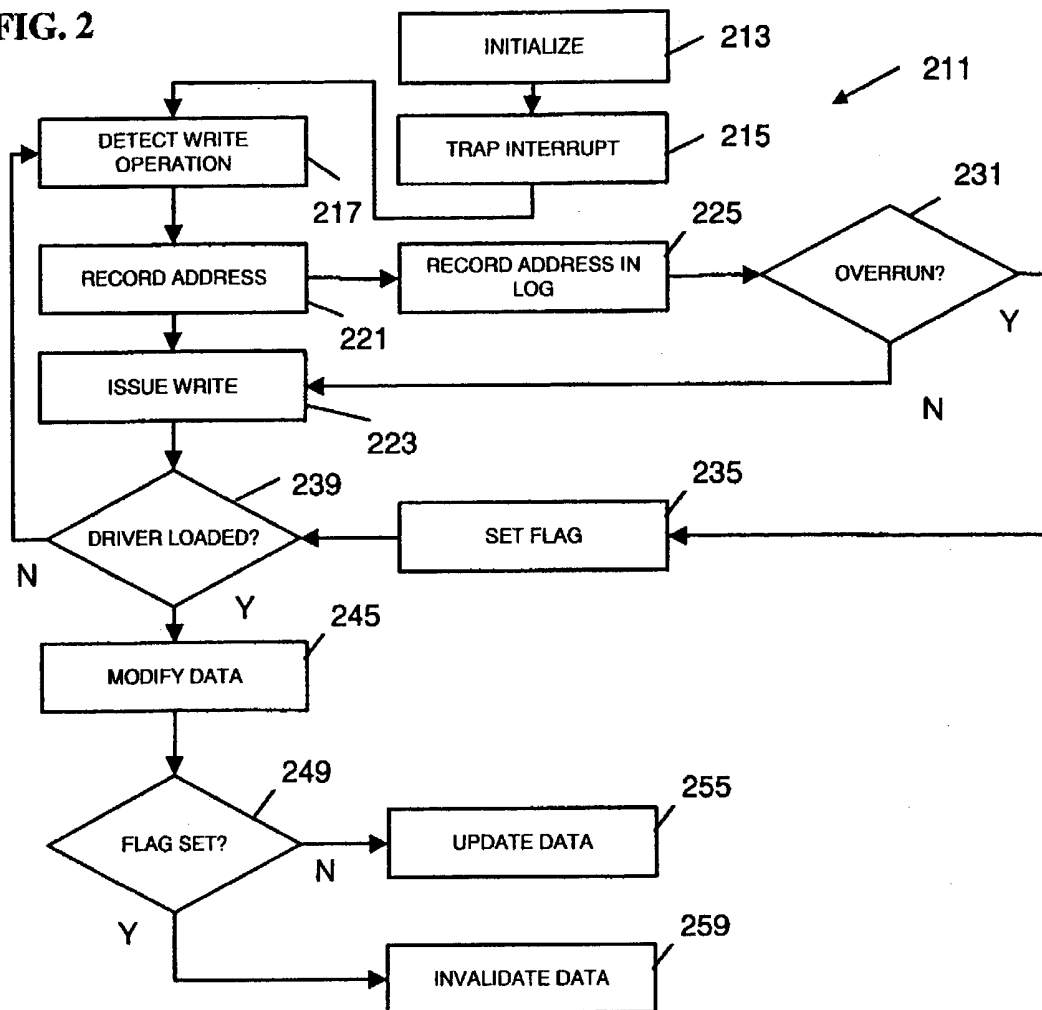 FIG. 2
INITIALIZE
213
211
DETECT WRITE
OPERATION
217
TRAP INTERRUPT
215
231
RECORD ADDRESS
221
RECORD ADDRESS IN
LOG
225
OVERRUN?
Y
N
ISSUE WRITE
223
239
DRIVER LOADED?
N
Y
SET FLAG
235
245
MODIFY DATA
249
FLAG SET?
N
Y
UPDATE DATA
255
INVALIDATE DATA
259